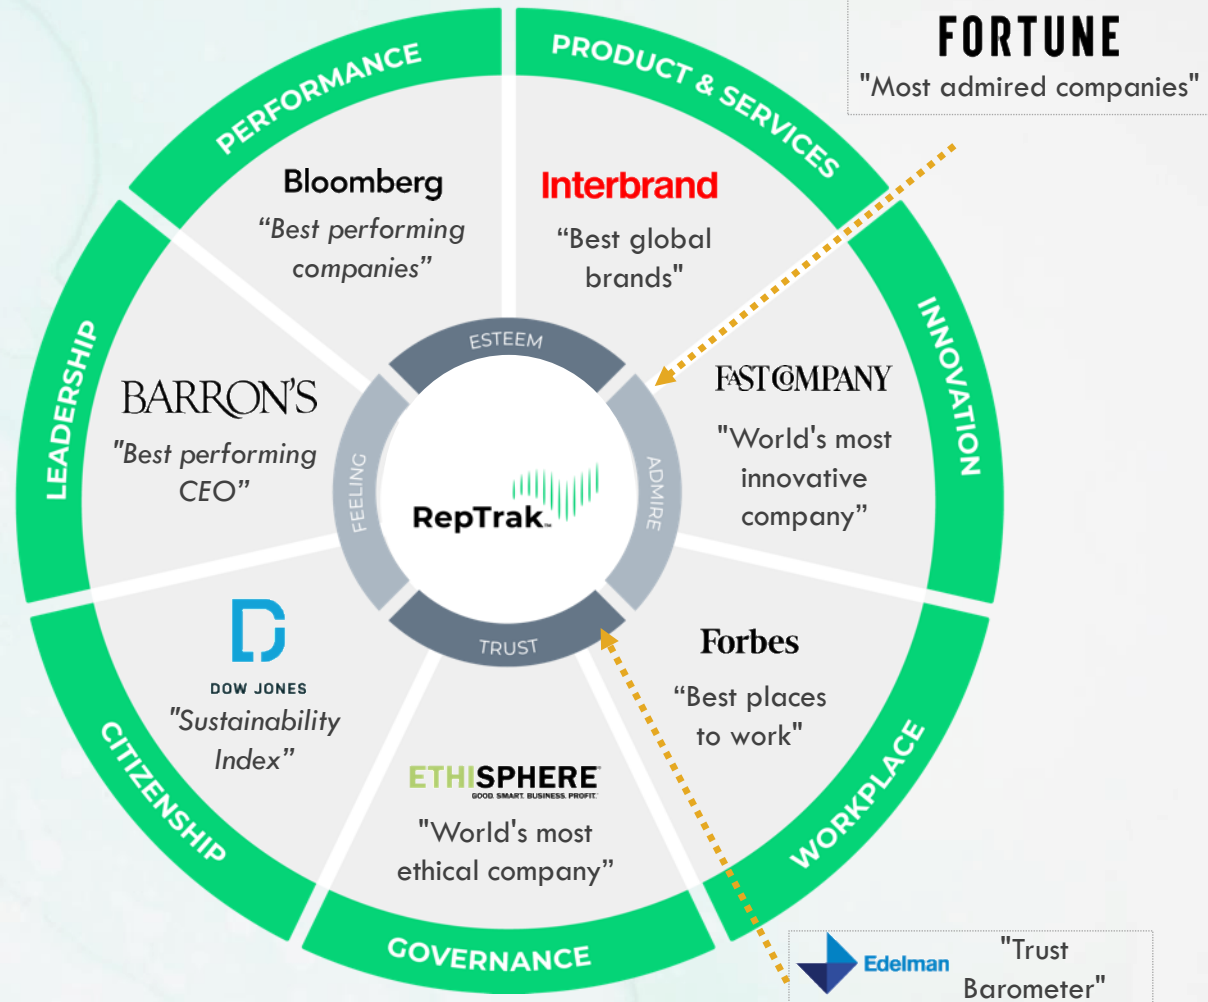 FORTUNE
"Most admired companies"
PERFORMANCE
PRODUCT & SERVICES
Bloomberg
“Best performing
companies”
Interbrand
“Best global
brands"
LEADERSHIP
INNOVATION
BARRON'S
"Best performing
CEO”
FAST COMPANY
"World's most
innovative
company”
ESTEEM
FEELING
ADMIRE
TRUST
RepTrak™
DOW JONES
"Sustainability
Index”
Forbes
“Best places
to work"
CITIZENSHIP
WORKPLACE
ETHISPHERE®
GOOD. SMART. BUSINESS. PROFIT.®
"World's most
ethical company”
GOVERNANCE
Edelman
"Trust
Barometer"